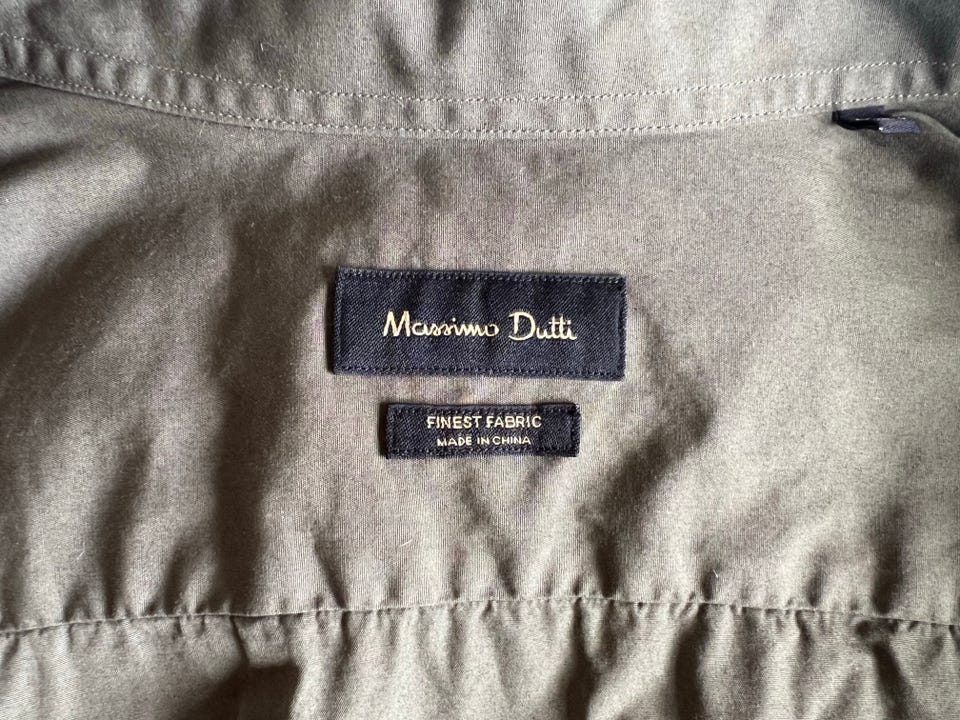 Massimo Dutti
FINEST FABRIC
MADE IN CHINA